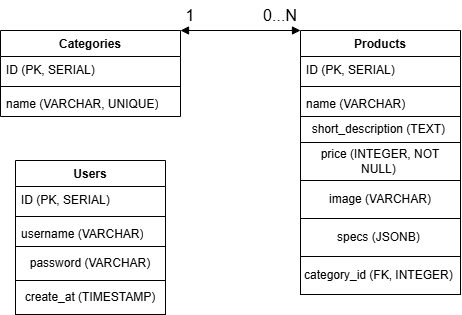 1
0...N
Categories
ID (PK, SERIAL)
name (VARCHAR, UNIQUE)
Products
ID (PK, SERIAL)
name (VARCHAR)
short_description (TEXT)
price (INTEGER, NOT
NULL)
image (VARCHAR)
specs (JSONB)
category_id (FK, INTEGER)
Users
ID (PK, SERIAL)
username (VARCHAR)
password (VARCHAR)
create_at (TIMESTAMP)